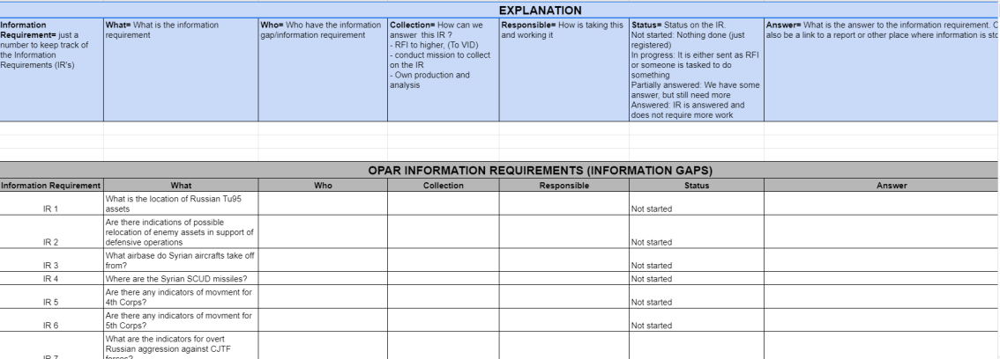 EXPLANATION
Information
Requirement= just a
number to keep track of
the Information
Requirements (IR's)
What= What is the information
requirement
Who= Who have the information
gap/information requirement
Collection= How can we
answer this IR ?
- RFI to higher, (To VID)
- conduct mission to collect
on the IR
- Own production and
analysis
Responsible= How is taking this
and working it
Status= Status on the IR.
Not started: Nothing done (just
registered)
In progress: It is either sent as RFI
or someone is tasked to do
something
Partially answered: We have some
answer, but still need more
Answered: IR is answered and
does not require more work
Answer= What is the answer to the information requirement.
also be a link to a report or other place where information is
OPAR INFORMATION REQUIREMENTS (INFORMATION GAPS)
Information Requirement What Who Collection Responsible Status Answer
What is the location of Russian Tu95
assets
IR 1
Not started
Are there indications of possible
relocation of enemy assets in support of
defensive operations
IR 2
Not started
What airbase do Syrian aircrafts take off
from?
IR 3
Not started
IR 4 Where are the Syrian SCUD missiles? Not started
Are there any indicators of movment for
4th Corps?
IR 5
Not started
Are there any indicators of movment for
5th Corps?
IR 6
Not started
What are the indicators for overt
Russian aggression against CJTF
forces?
IR 7